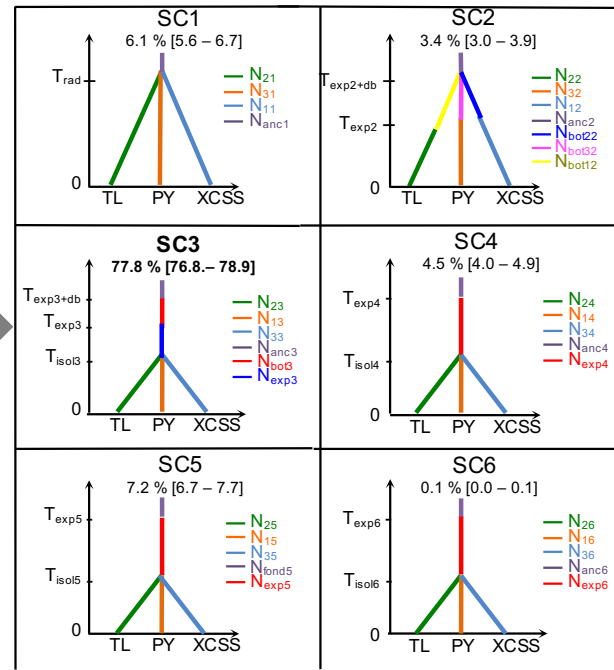 SC1
6.1 % [5.6 – 6.7]
Trad
0
TL PY XCSS
N21
N31
N11
Nanc1
SC2
3.4 % [3.0 – 3.9]
Texp2+db
Texp2
0
TL PY XCSS
N22
N32
N12
Nanc2
Nbot22
Nbot32
Nbot12
SC3
77.8 % [76.8.– 78.9]
Texp3+db
Texp3
Tisol3
0
TL PY XCSS
N23
N13
N33
Nanc3
Nbot3
Nexp3
SC4
4.5 % [4.0 – 4.9]
Texp4
Tisol4
0
TL PY XCSS
N24
N14
N34
Nanc4
Nexp4
SC5
7.2 % [6.7 – 7.7]
Texp5
Tisol5
0
TL PY XCSS
N25
N15
N35
Nfond5
Nexp5
SC6
0.1 % [0.0 – 0.1]
Texp6
Tisol6
0
TL PY XCSS
N26
N16
N36
Nanc6
Nexp6